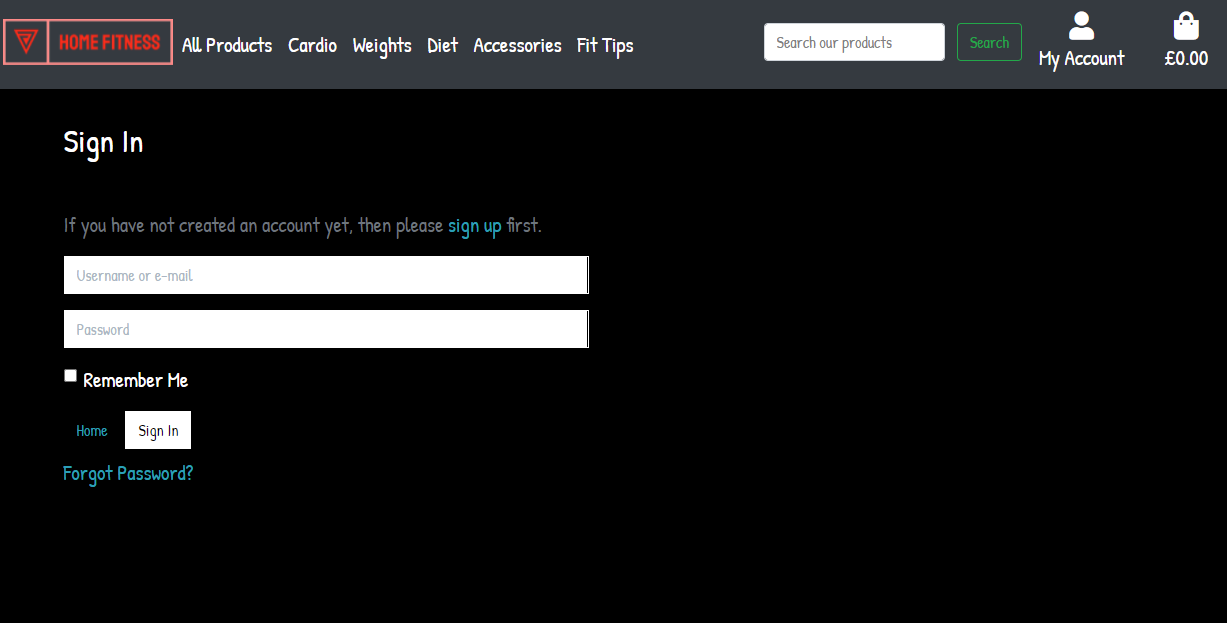 HOME FITNESS All Products Cardio Weights Diet Accessories Fit Tips Search our products Search My Account £0.00
Sign In
If you have not created an account yet, then please sign up first.
Username or e-mail
Password
Remember Me
Home Sign In
Forgot Password?